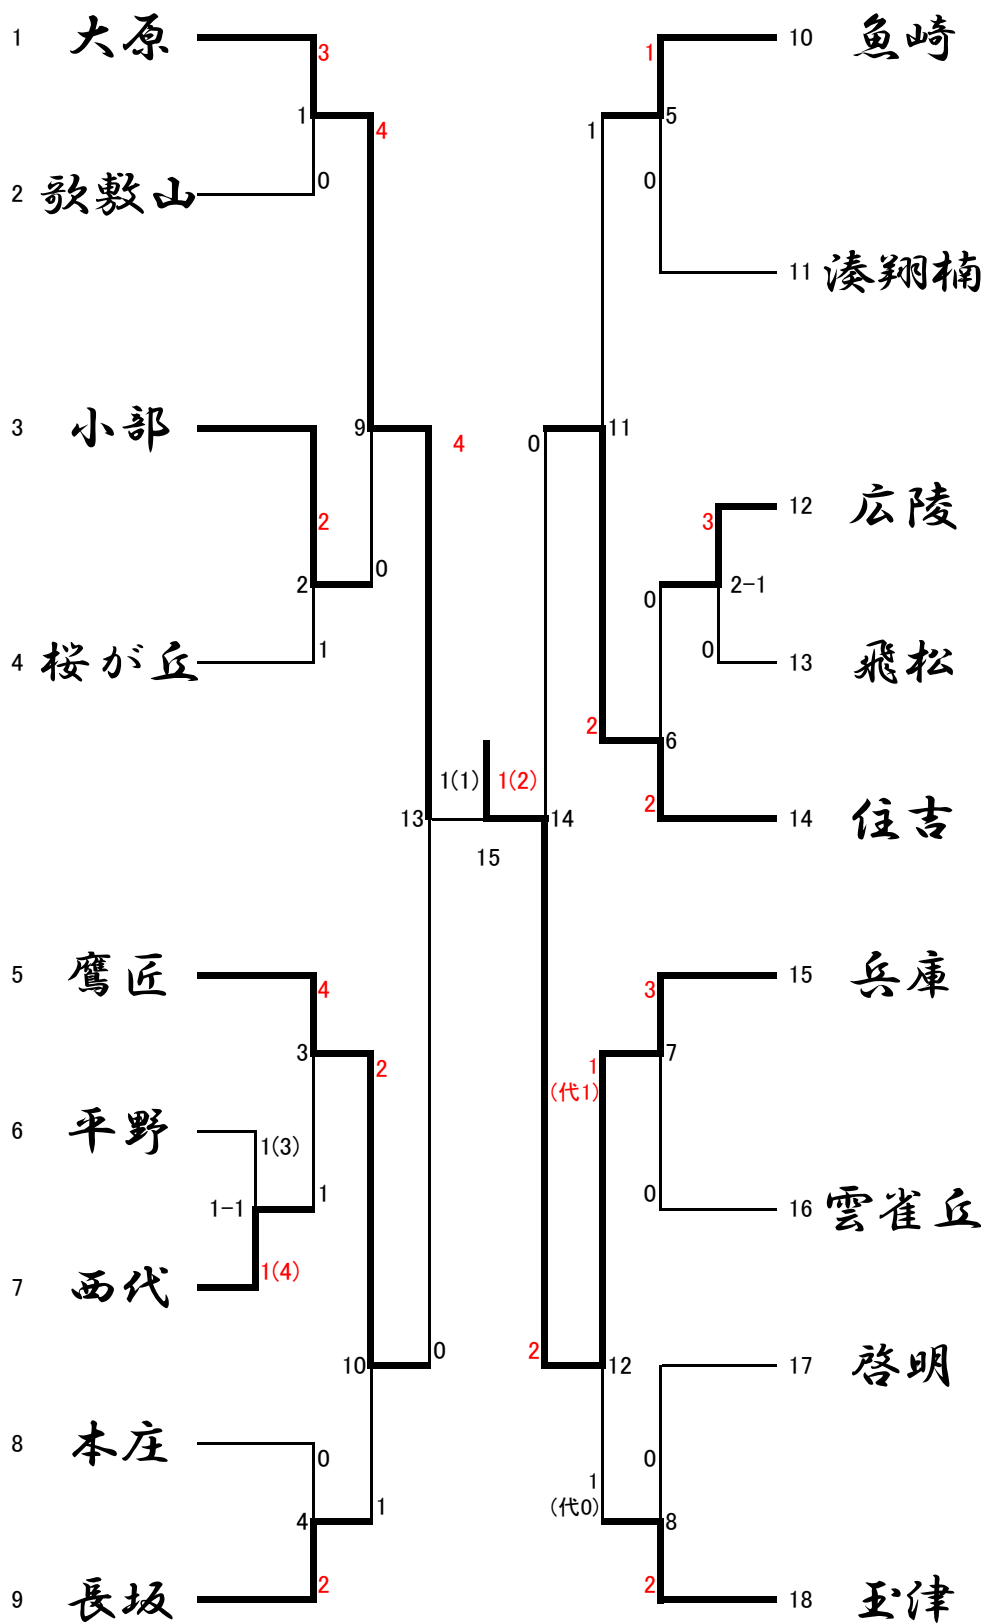 1 大原 3 1 10 魚崎
1 4 1 5
2 歌敷山 0 0
11 湊翔楠
3 小部 9 4 0 11
2 3 12 広陵
2 0 0 2-1
4 桜が丘 1 0 13 飛松
2 6
1(1) 1(2)
13 14 2 14 住吉
15
5 鷹匠 4 3 15 兵庫
3 2 1 7
(代1)
6 平野 1(3)
1-1 1 0 16 雲雀丘
7 西代 1(4)
10 0 2 12 17 啓明
8 本庄 0 0
4 1 1 8
(代0)
9 長坂 2 2 18 玉津